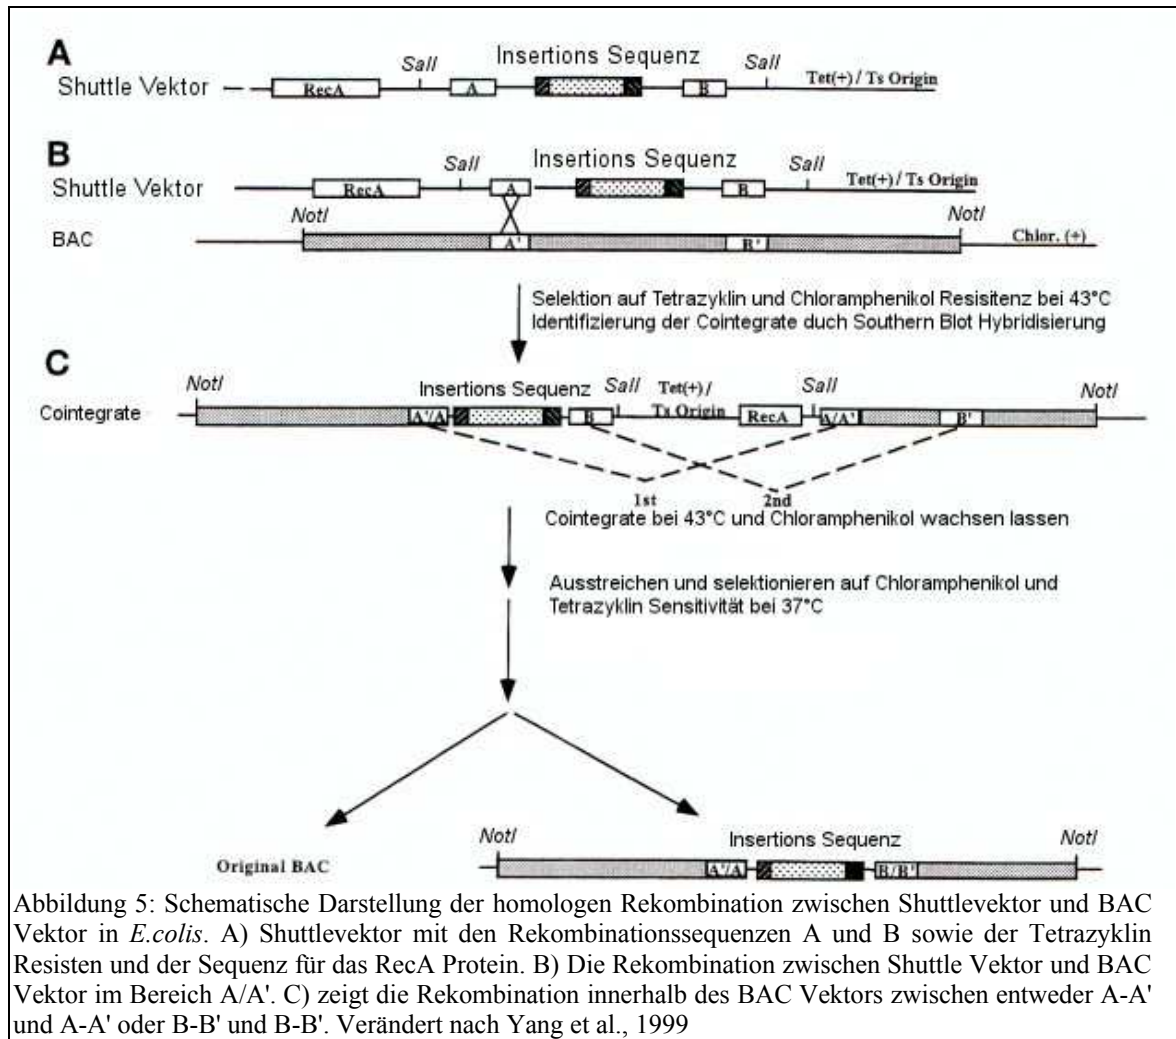 A
Insertions Sequenz
SalI
SalI
Shuttle Vektor
RecA
A
B
Tet(+) / Ts Origin
B
Insertions Sequenz
SalI
SalI
Shuttle Vektor
RecA
A
B
Tet(+) / Ts Origin
NotI
NotI
BAC
A'
B'
Chlor. (+)
Selektion auf Tetrazyklin und Chloramphenikol Resisitenz bei 43°C
Identifizierung der Cointegrate duch Southern Blot Hybridisierung
C
NotI
Insertions Sequenz
SalI
Tet(+) /
Ts Origin
SalI
NotI
Cointegrate
A'/A
B
RecA
A/A'
B'
1st
2nd
Cointegrate bei 43°C und Chloramphenikol wachsen lassen
Ausstreichen und selektionieren auf Chloramphenikol und
Tetrazyklin Sensitivität bei 37°C
NotI
Insertions Sequenz
NotI
Original BAC
A'/A
B/B'
Abbildung 5: Schematische Darstellung der homologen Rekombination zwischen Shuttlevektor und BAC
Vektor in E.colis. A) Shuttlevektor mit den Rekombinationssequenzen A und B sowie der Tetrazyklin
Resisten und der Sequenz für das RecA Protein. B) Die Rekombination zwischen Shuttle Vektor und BAC
Vektor im Bereich A/A'. C) zeigt die Rekombination innerhalb des BAC Vektors zwischen entweder A-A'
und A-A' oder B-B' und B-B'. Verändert nach Yang et al., 1999